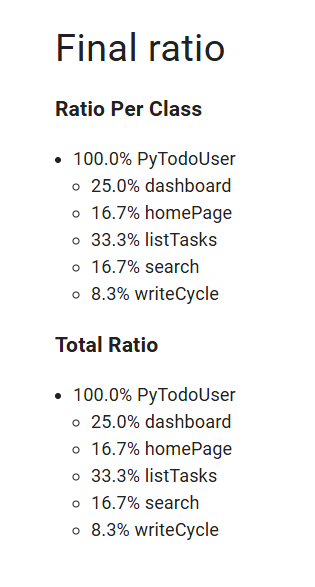 Final ratio
Ratio Per Class
100.0% PyTodoUser
25.0% dashboard
16.7% homePage
33.3% listTasks
16.7% search
8.3% writeCycle
Total Ratio
100.0% PyTodoUser
25.0% dashboard
16.7% homePage
33.3% listTasks
16.7% search
8.3% writeCycle